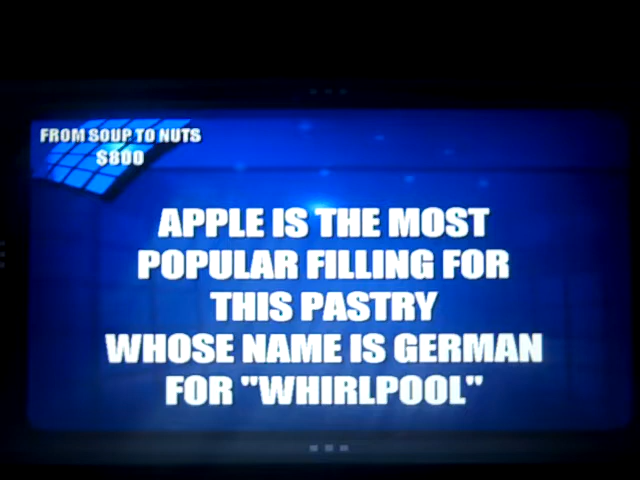 FROM SOUP TO NUTS
$800
APPLE IS THE MOST
POPULAR FILLING FOR
THIS PASTRY
WHOSE NAME IS GERMAN
FOR "WHIRLPOOL"